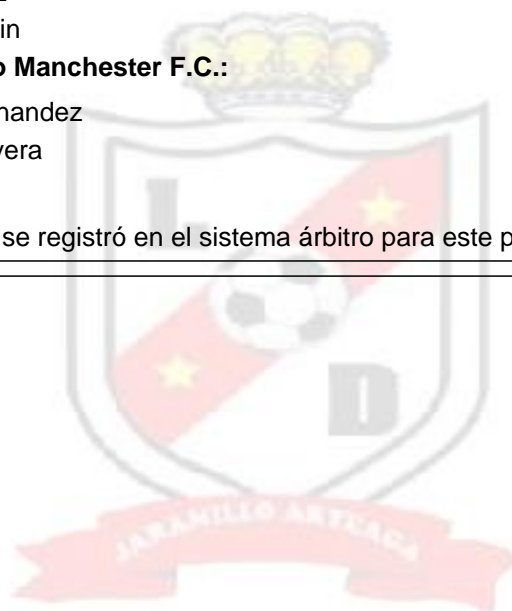 in
o Manchester F.C.:
nandez
vera
se registró en el sistema árbitro para este p
L
D
JARAMILLO ARTEAGA